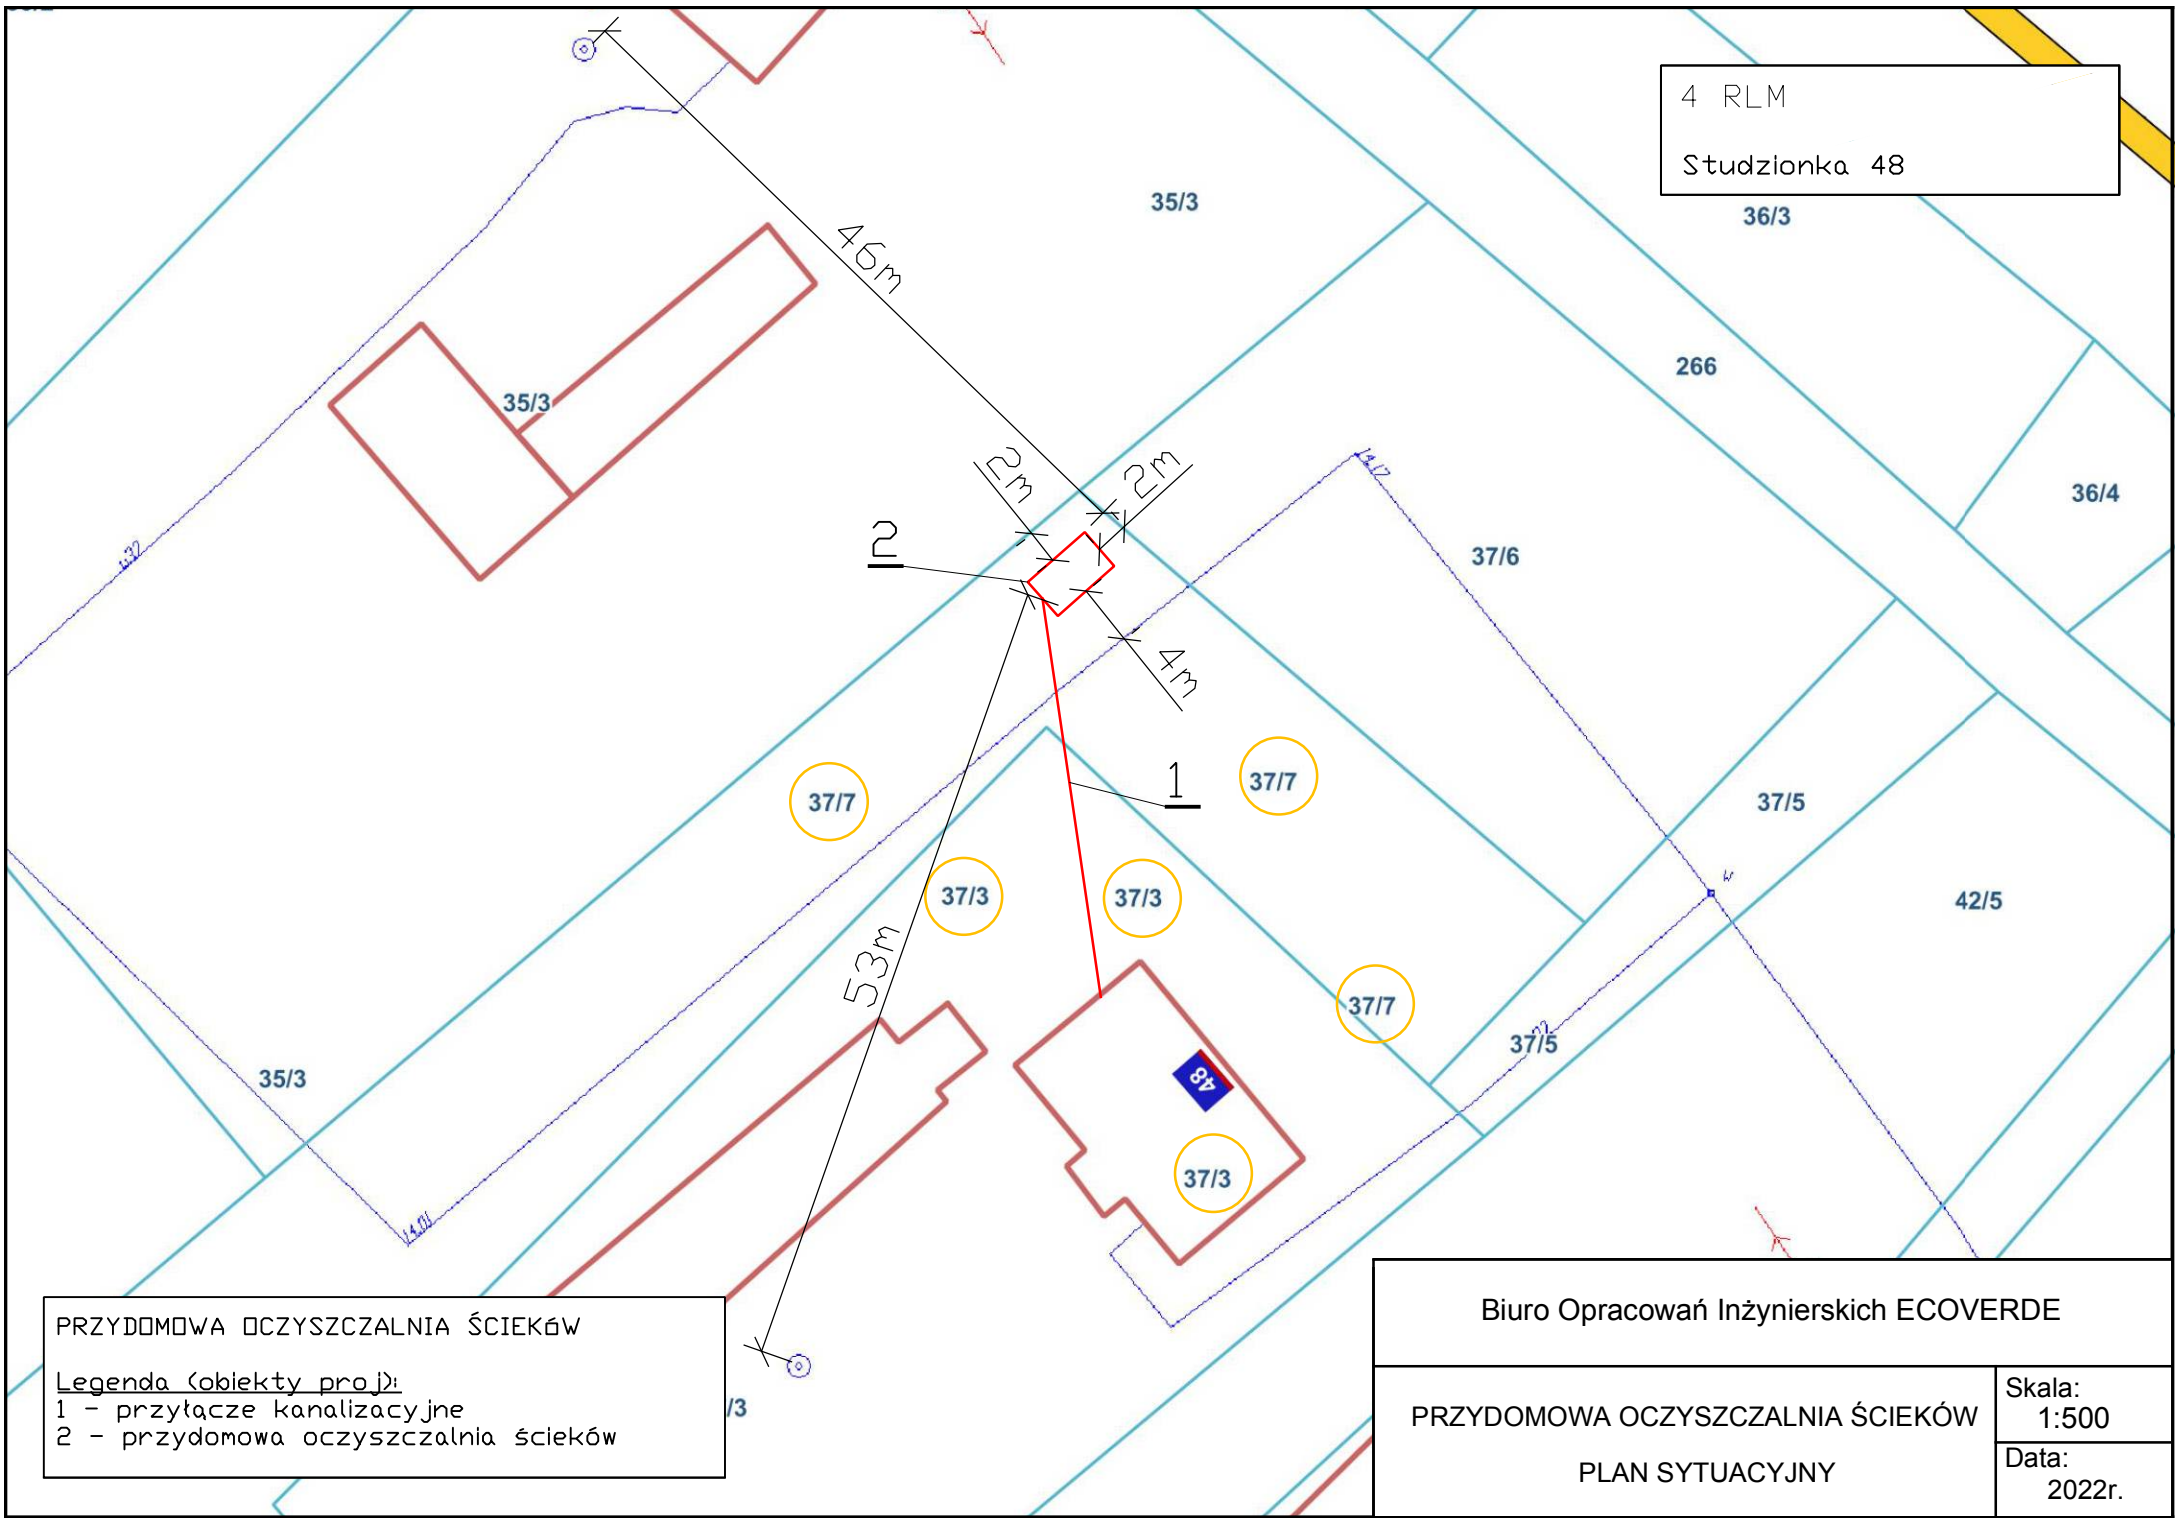 4 RLM
Studzionka 48
35/3
36/3
46m
266
35/3
2m
2m
36/4
2
37/6
4m
37/7
1
37/7
37/5
37/3
37/3
42/5
w
53m
37/7
37/5
35/3
48
37/3
/3
PRZYDOMOWA OCZYSZCZALNIA ŚCIEKóW
Legenda (obiekty proj):
1 - przyłącze kanalizacyjne
2 - przydomowa oczyszczalnia ścieków
Biuro Opracowań Inżynierskich ECOVERDE
PRZYDOMOWA OCZYSZCZALNIA ŚCIEKÓW
PLAN SYTUACYJNY
Skala:
1:500
Data:
2022r.